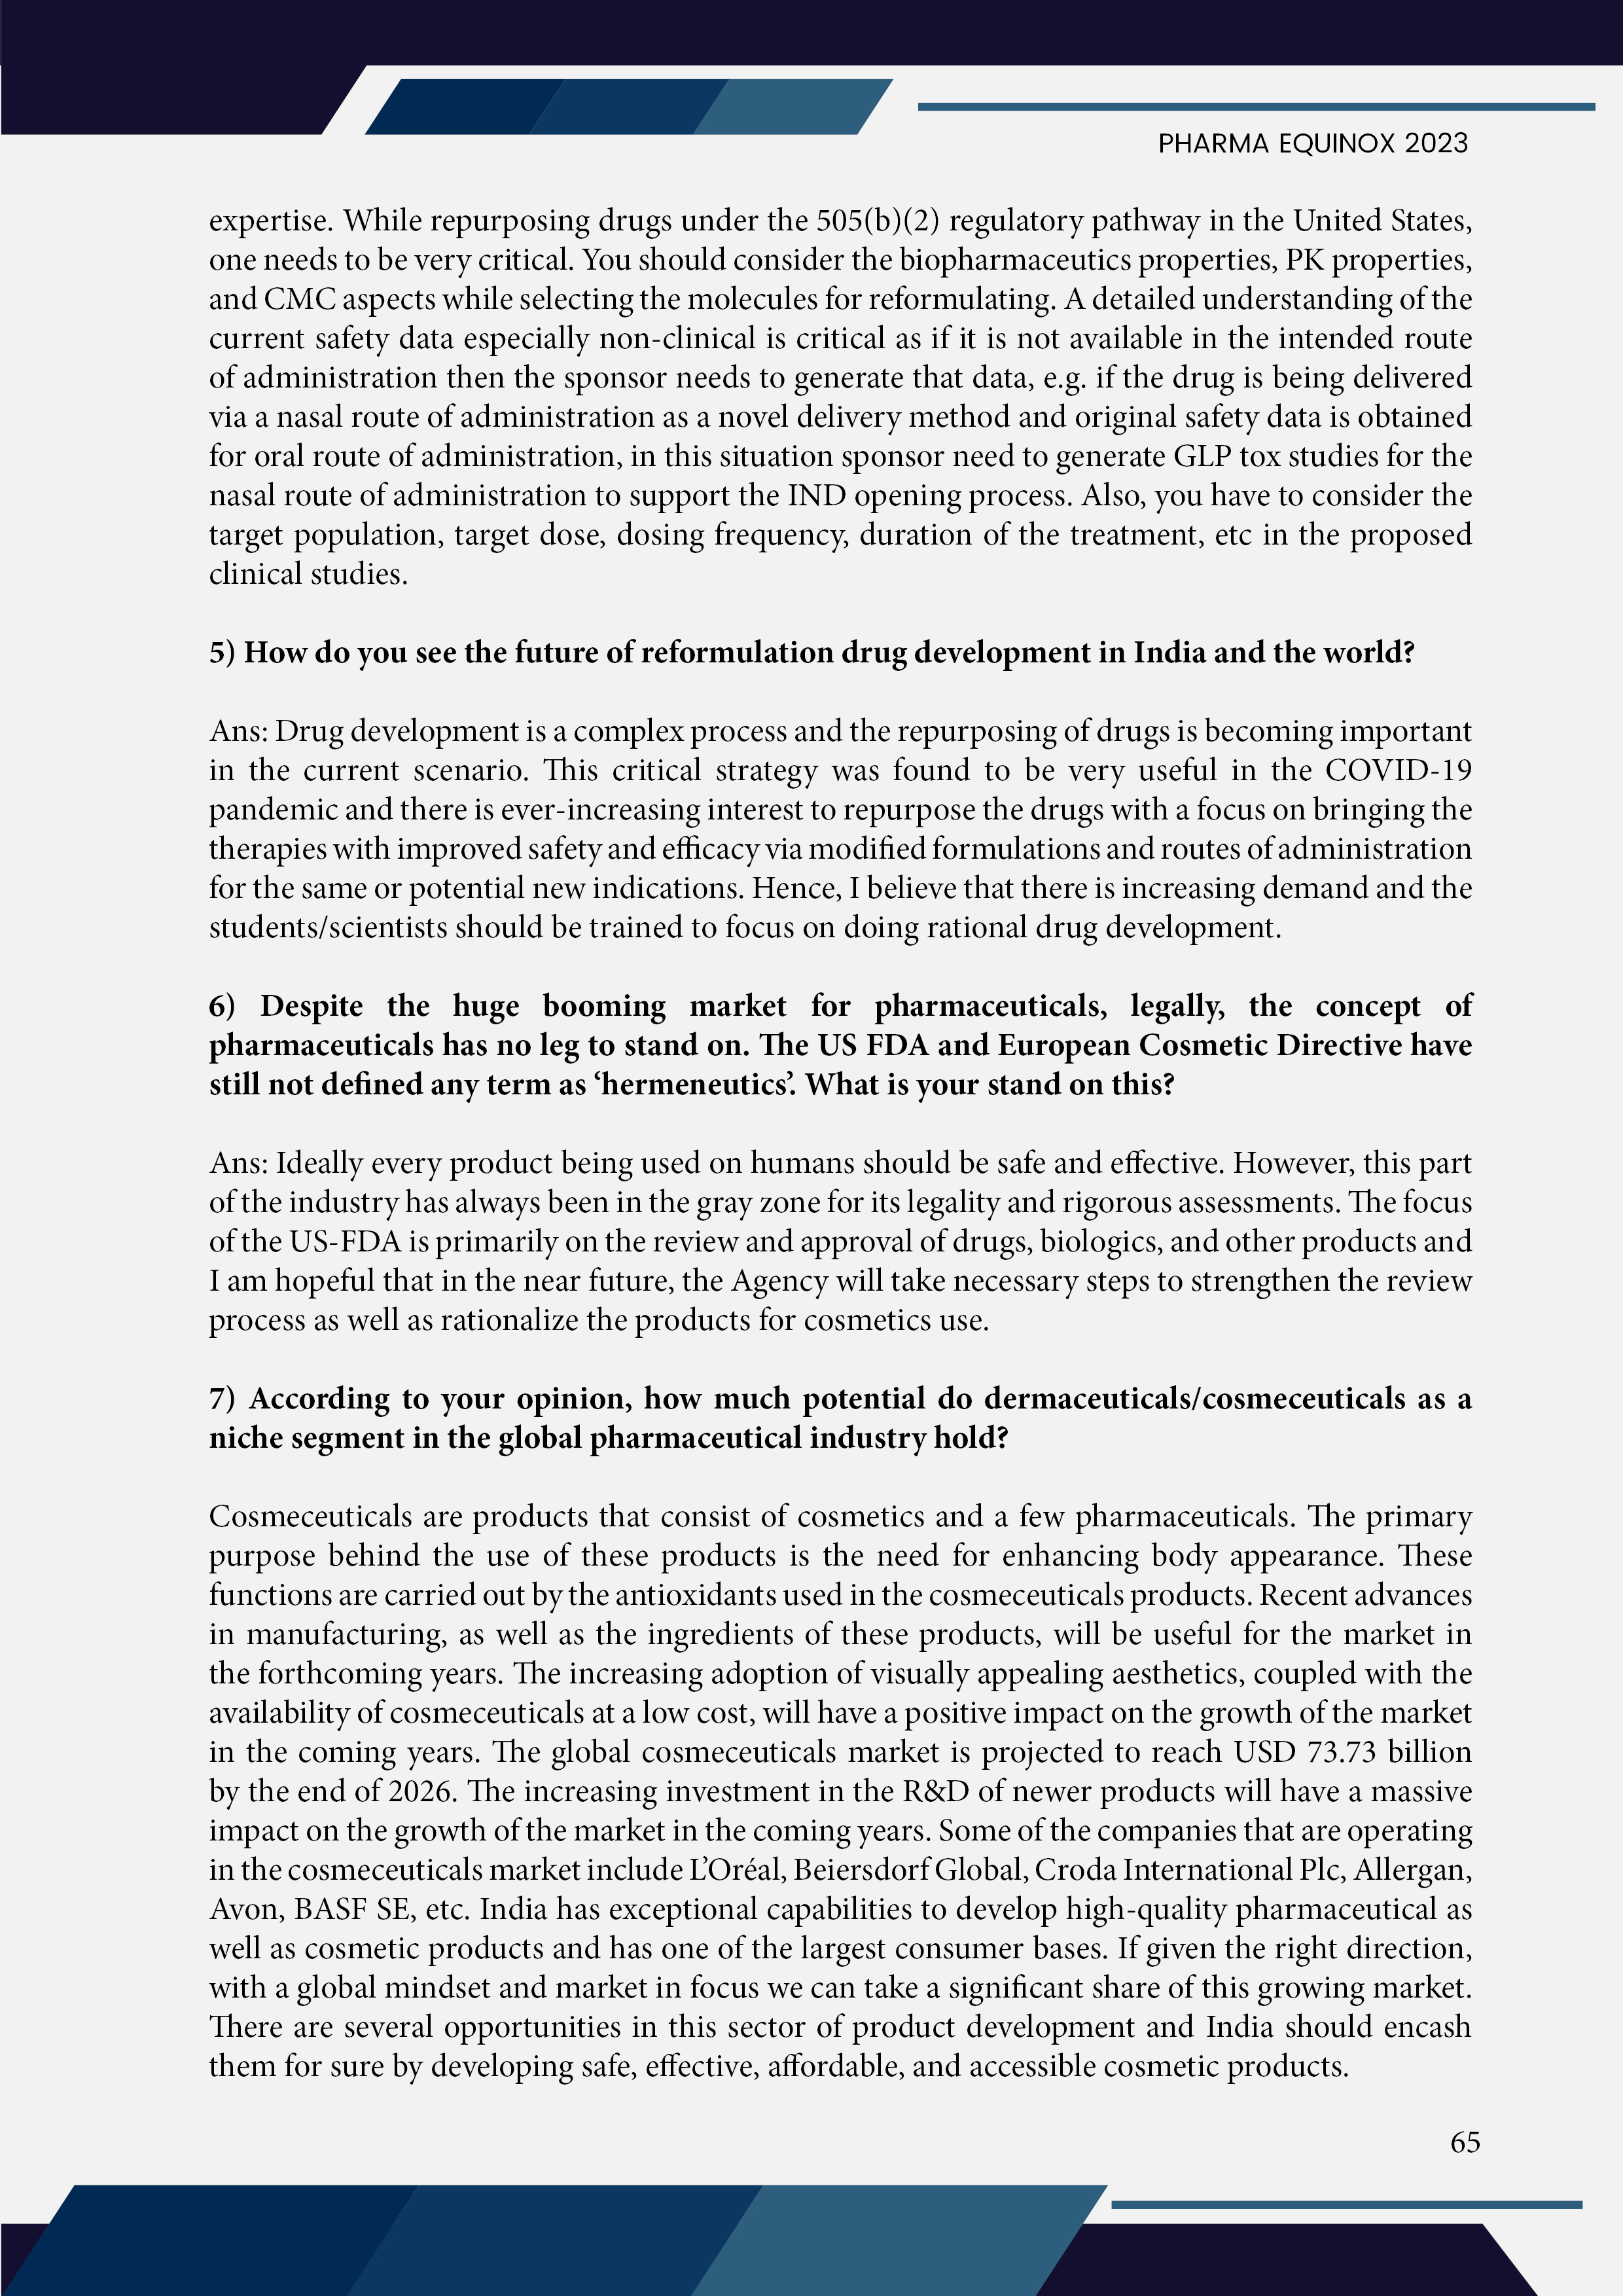 PHARMA EQUINOX 2023
expertise. While repurposing drugs under the 505(b)(2) regulatory pathway in the United States,
one needs to be very critical. You should consider the biopharmaceutics properties, PK properties,
and CMC aspects while selecting the molecules for reformulating. A detailed understanding of the
current safety data especially non-clinical is critical as if it is not available in the intended route
of administration then the sponsor needs to generate that data, e.g. if the drug is being delivered
via a nasal route of administration as a novel delivery method and original safety data is obtained
for oral route of administration, in this situation sponsor need to generate GLP tox studies for the
nasal route of administration to support the IND opening process. Also, you have to consider the
target population, target dose, dosing frequency, duration of the treatment, etc in the proposed
clinical studies.
5) How do you see the future of reformulation drug development in India and the world?
Ans: Drug development is a complex process and the repurposing of drugs is becoming important
in the current scenario. This critical strategy was found to be very useful in the COVID-19
pandemic and there is ever-increasing interest to repurpose the drugs with a focus on bringing the
therapies with improved safety and efficacy via modified formulations and routes of administration
for the same or potential new indications. Hence, I believe that there is increasing demand and the
students/scientists should be trained to focus on doing rational drug development.
6) Despite the huge booming market for pharmaceuticals, legally, the concept of
pharmaceuticals has no leg to stand on. The US FDA and European Cosmetic Directive have
still not defined any term as ‘hermeneutics’. What is your stand on this?
Ans: Ideally every product being used on humans should be safe and effective. However, this part
of the industry has always been in the gray zone for its legality and rigorous assessments. The focus
of the US-FDA is primarily on the review and approval of drugs, biologics, and other products and
I am hopeful that in the near future, the Agency will take necessary steps to strengthen the review
process as well as rationalize the products for cosmetics use.
7) According to your opinion, how much potential do dermaceuticals/cosmeceuticals as a
niche segment in the global pharmaceutical industry hold?
Cosmeceuticals are products that consist of cosmetics and a few pharmaceuticals. The primary
purpose behind the use of these products is the need for enhancing body appearance. These
functions are carried out by the antioxidants used in the cosmeceuticals products. Recent advances
in manufacturing, as well as the ingredients of these products, will be useful for the market in
the forthcoming years. The increasing adoption of visually appealing aesthetics, coupled with the
availability of cosmeceuticals at a low cost, will have a positive impact on the growth of the market
in the coming years. The global cosmeceuticals market is projected to reach USD 73.73 billion
by the end of 2026. The increasing investment in the R&D of newer products will have a massive
impact on the growth of the market in the coming years. Some of the companies that are operating
in the cosmeceuticals market include L’Oréal, Beiersdorf Global, Croda International Plc, Allergan,
Avon, BASF SE, etc. India has exceptional capabilities to develop high-quality pharmaceutical as
well as cosmetic products and has one of the largest consumer bases. If given the right direction,
with a global mindset and market in focus we can take a significant share of this growing market.
There are several opportunities in this sector of product development and India should encash
them for sure by developing safe, effective, affordable, and accessible cosmetic products.
65